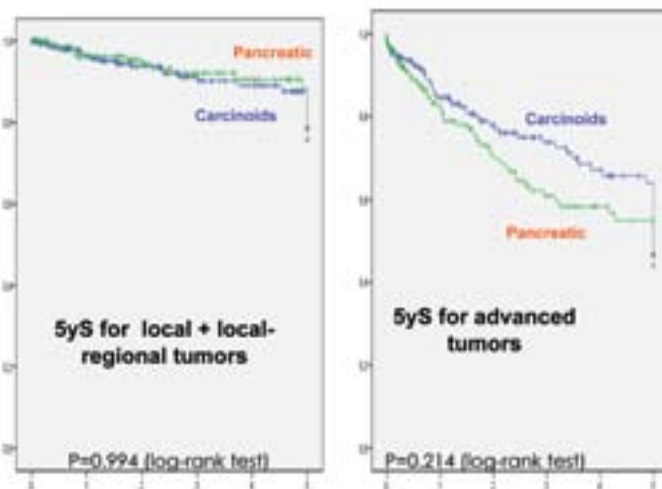 Pancreatic
Carcinoids
5yS for local + local-
regional tumors
P=0.994 (log-rank test)
Carcinoids
Pancreatic
5yS for advanced
tumors
P=0.214 (log-rank test)